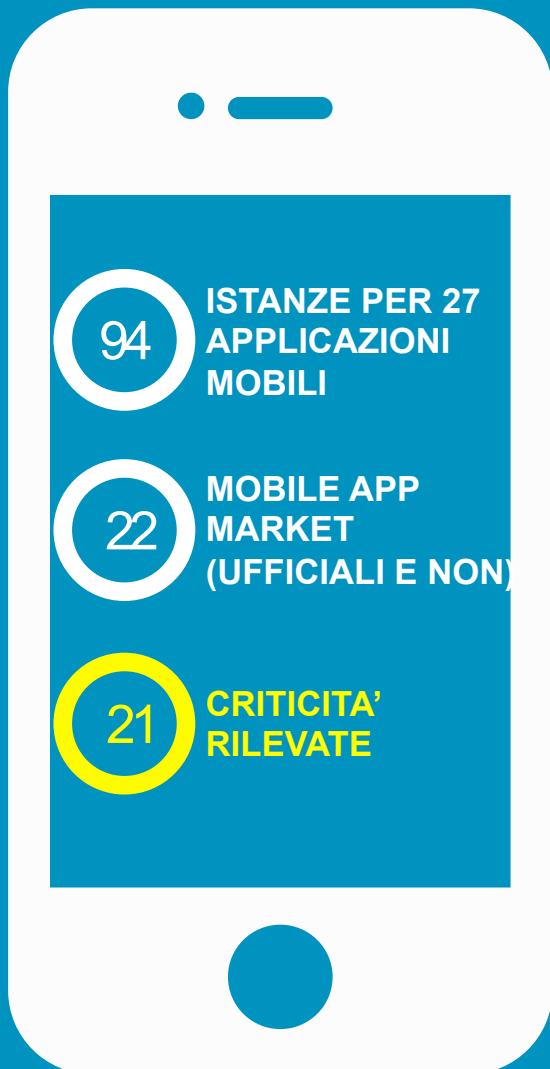 94
ISTANZE PER 27
APPLICAZIONI
MOBILI
22
MOBILE APP
MARKET
(UFFICIALI E NON)
21
CRITICITA’
RILEVATE